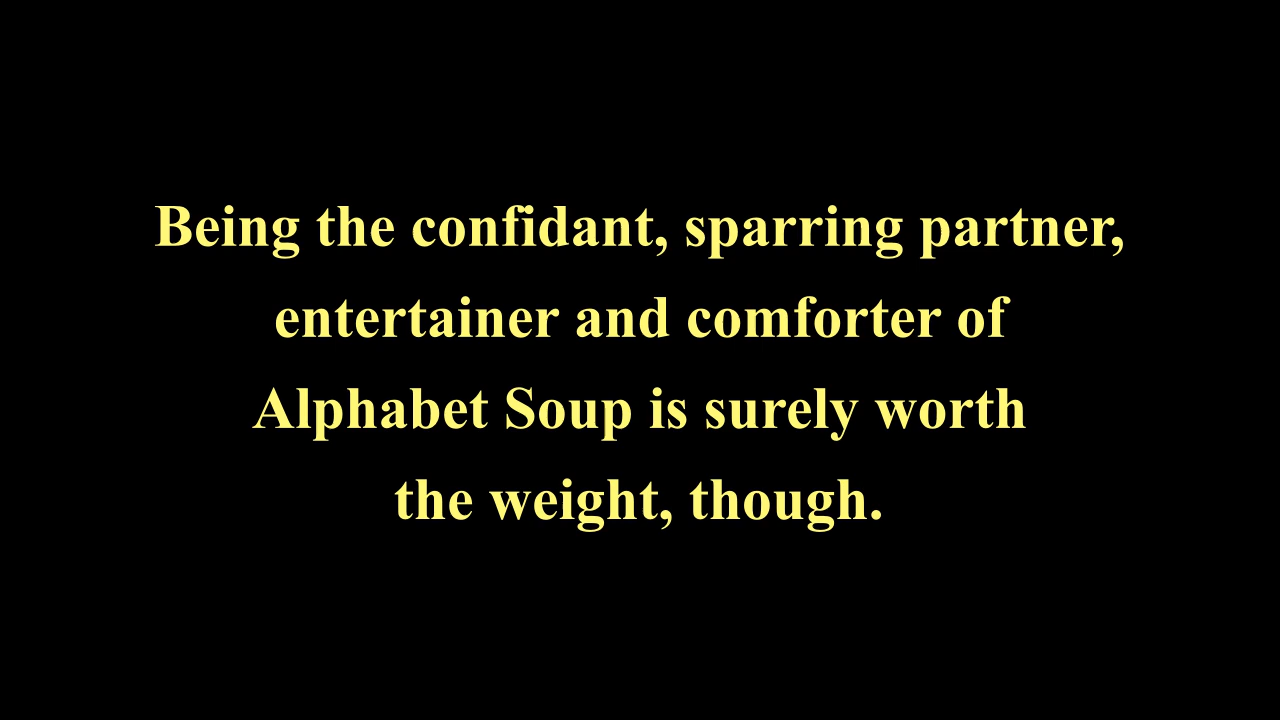 Being the confidant, sparring partner,
entertainer and comforter of
Alphabet Soup is surely worth
the weight, though.